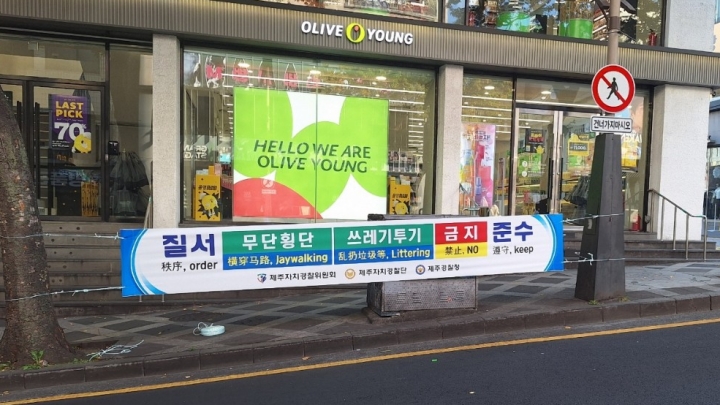 OLIVE YOUNG
LAST
PICK
70
HELLO WE ARE
OLIVE YOUNG
건너가지마시오
질서 무단횡단 쓰레기투기 금지 준수
秩序, order 橫穿马路, Jaywalking 乱扔垃圾等, Littering 禁止, NO 遵守, keep
제주자치경찰위원회 제주자치경찰단 제주경찰청